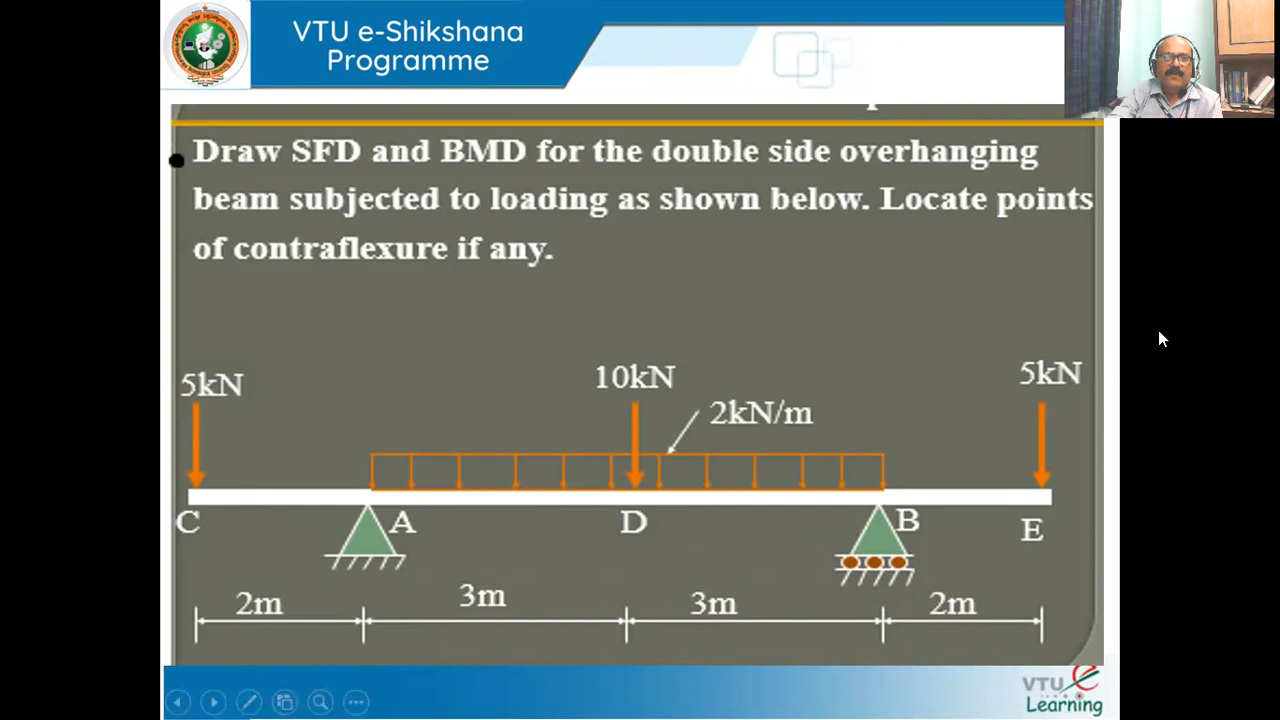 VTU e-Shikshana
Programme
Draw SFD and BMD for the double side overhanging
beam subjected to loading as shown below. Locate points
of contraflexure if any.
5kN
10kN
5kN
2kN/m
C
A
D
B
E
2m
3m
3m
2m
VTU e
Learning